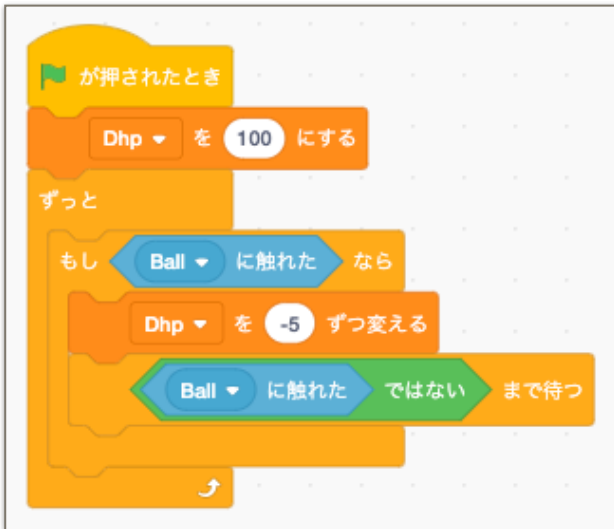 が押されたとき
Dhp を 100 にする
ずっと
もし Ball に触れた なら
Dhp を -5 ずつ変える
Ball に触れた ではない まで待つ